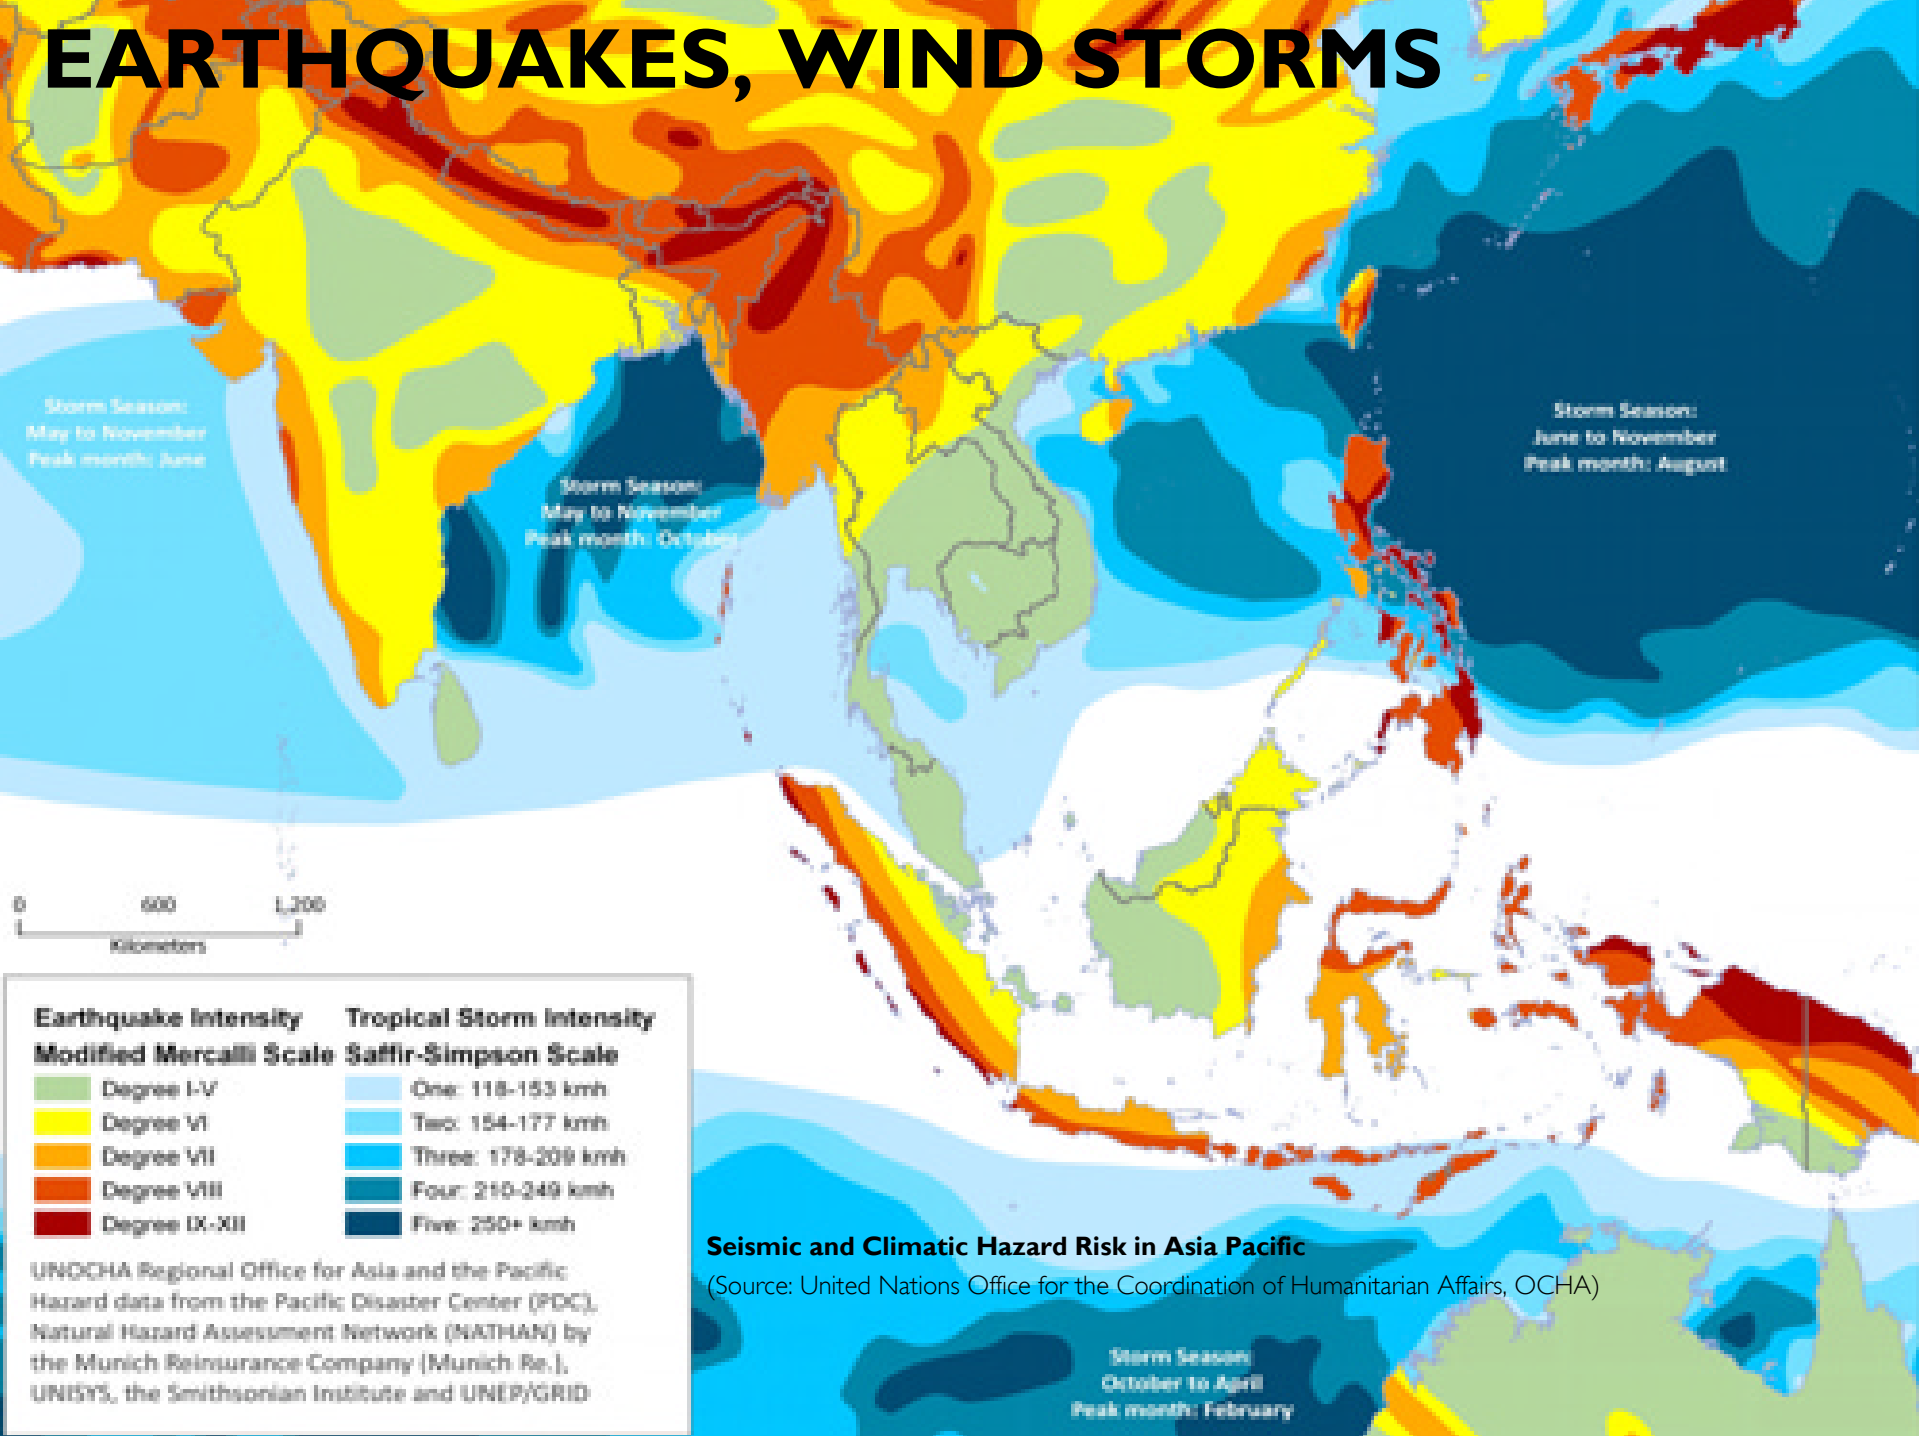 EARTHQUAKES, WIND STORMS
Storm Season:
May to November
Peak month: June
Storm Season:
May to November
Peak month: October
Storm Season:
June to November
Peak month: August
0 600 1,200
Kilometers
Earthquake Intensity
Modified Mercalli Scale
Degree I-V
Degree VI
Degree VII
Degree VIII
Degree IX-XII
Tropical Storm Intensity
Saffir-Simpson Scale
One: 118-153 kmh
Two: 154-177 kmh
Three: 178-209 kmh
Four: 210-249 kmh
Five: 250+ kmh
UNOCHA Regional Office for Asia and the Pacific
Hazard data from the Pacific Disaster Center (PDC),
Natural Hazard Assessment Network (NATHAN) by
the Munich Reinsurance Company (Munich Re.),
UNISYS, the Smithsonian Institute and UNEP/GRID
Seismic and Climatic Hazard Risk in Asia Pacific
(Source: United Nations Office for the Coordination of Humanitarian Affairs, OCHA)
Storm Season:
October to April
Peak month: February